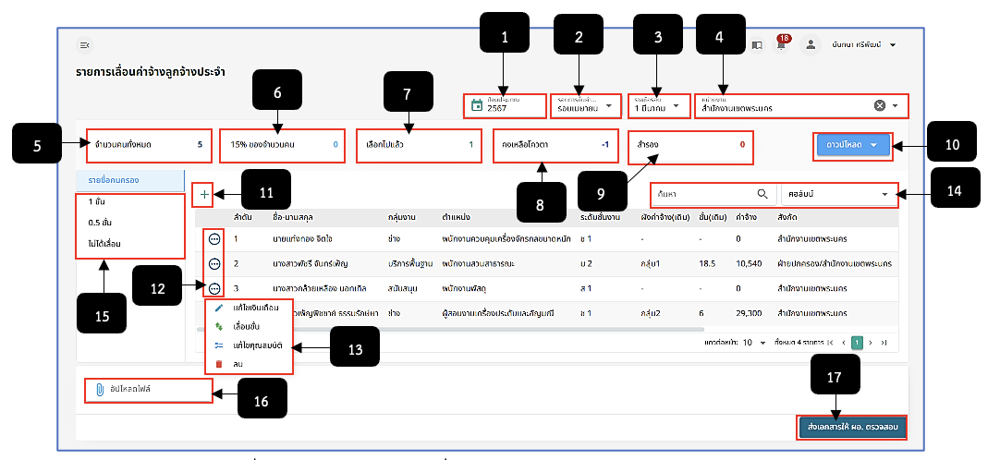 1 2 3 4
18 นันทนา ศรีพัฒน์
รายการเลื่อนค่าจ้างลูกจ้างประจำ
6 7
ปีงบประมาณ รอบการขึ้นค่า... รายชื่อรอบ หน่วยงาน
2567 รอบเมษายน 1 มีนาคม สำนักงานเขตพระนคร
5 จำนวนคนทั้งหมด 5 15% ของจำนวนคน 0 เลือกไปแล้ว 1 คงเหลือโควตา -1 สำรอง 0 ดาวน์โหลด 10
รายชื่อคนครอง
11 8 9 ค้นหา คอลัมน์ 14
1 ขั้น
0.5 ขั้น
ไม่ได้เลื่อน
ลำดับ ชื่อ-นามสกุล กลุ่มงาน ตำแหน่ง ระดับชั้นงาน ผังค่าจ้าง(เดิม) ขั้น(เดิม) ค่าจ้าง สังกัด
1 นายแท่งทอง จิตใจ ช่าง พนักงานควบคุมเครื่องจักรกลขนาดหนัก ช 1 - - 0 สำนักงานเขตพระนคร
2 นางสาวพัชรี จันทร์เพ็ญ บริการพื้นฐาน พนักงานสวนสาธารณะ บ 2 กลุ่ม1 18.5 10,540 ฝ่ายปกครอง/สำนักงานเขตพระนคร
12 3 นางสาวกล้วยเหลือง นอกเกิล สนับสนุน พนักงานพัสดุ ส 1 - - 0 สำนักงานเขตพระนคร
15
แก้ไขเงินเดือน
ช่าง ผู้สอนงานเครื่องประดับและอัญมณี ช 1 กลุ่ม2 6 29,300 สำนักงานเขตพระนคร
เลื่อนขั้น
แก้ไขคุณสมบัติ 13
ลบ
แถวต่อหน้า: 10 ทั้งหมด 4 รายการ 1
17
อัปโหลดไฟล์
16
ส่งเอกสารให้ ผอ. ตรวจสอบ